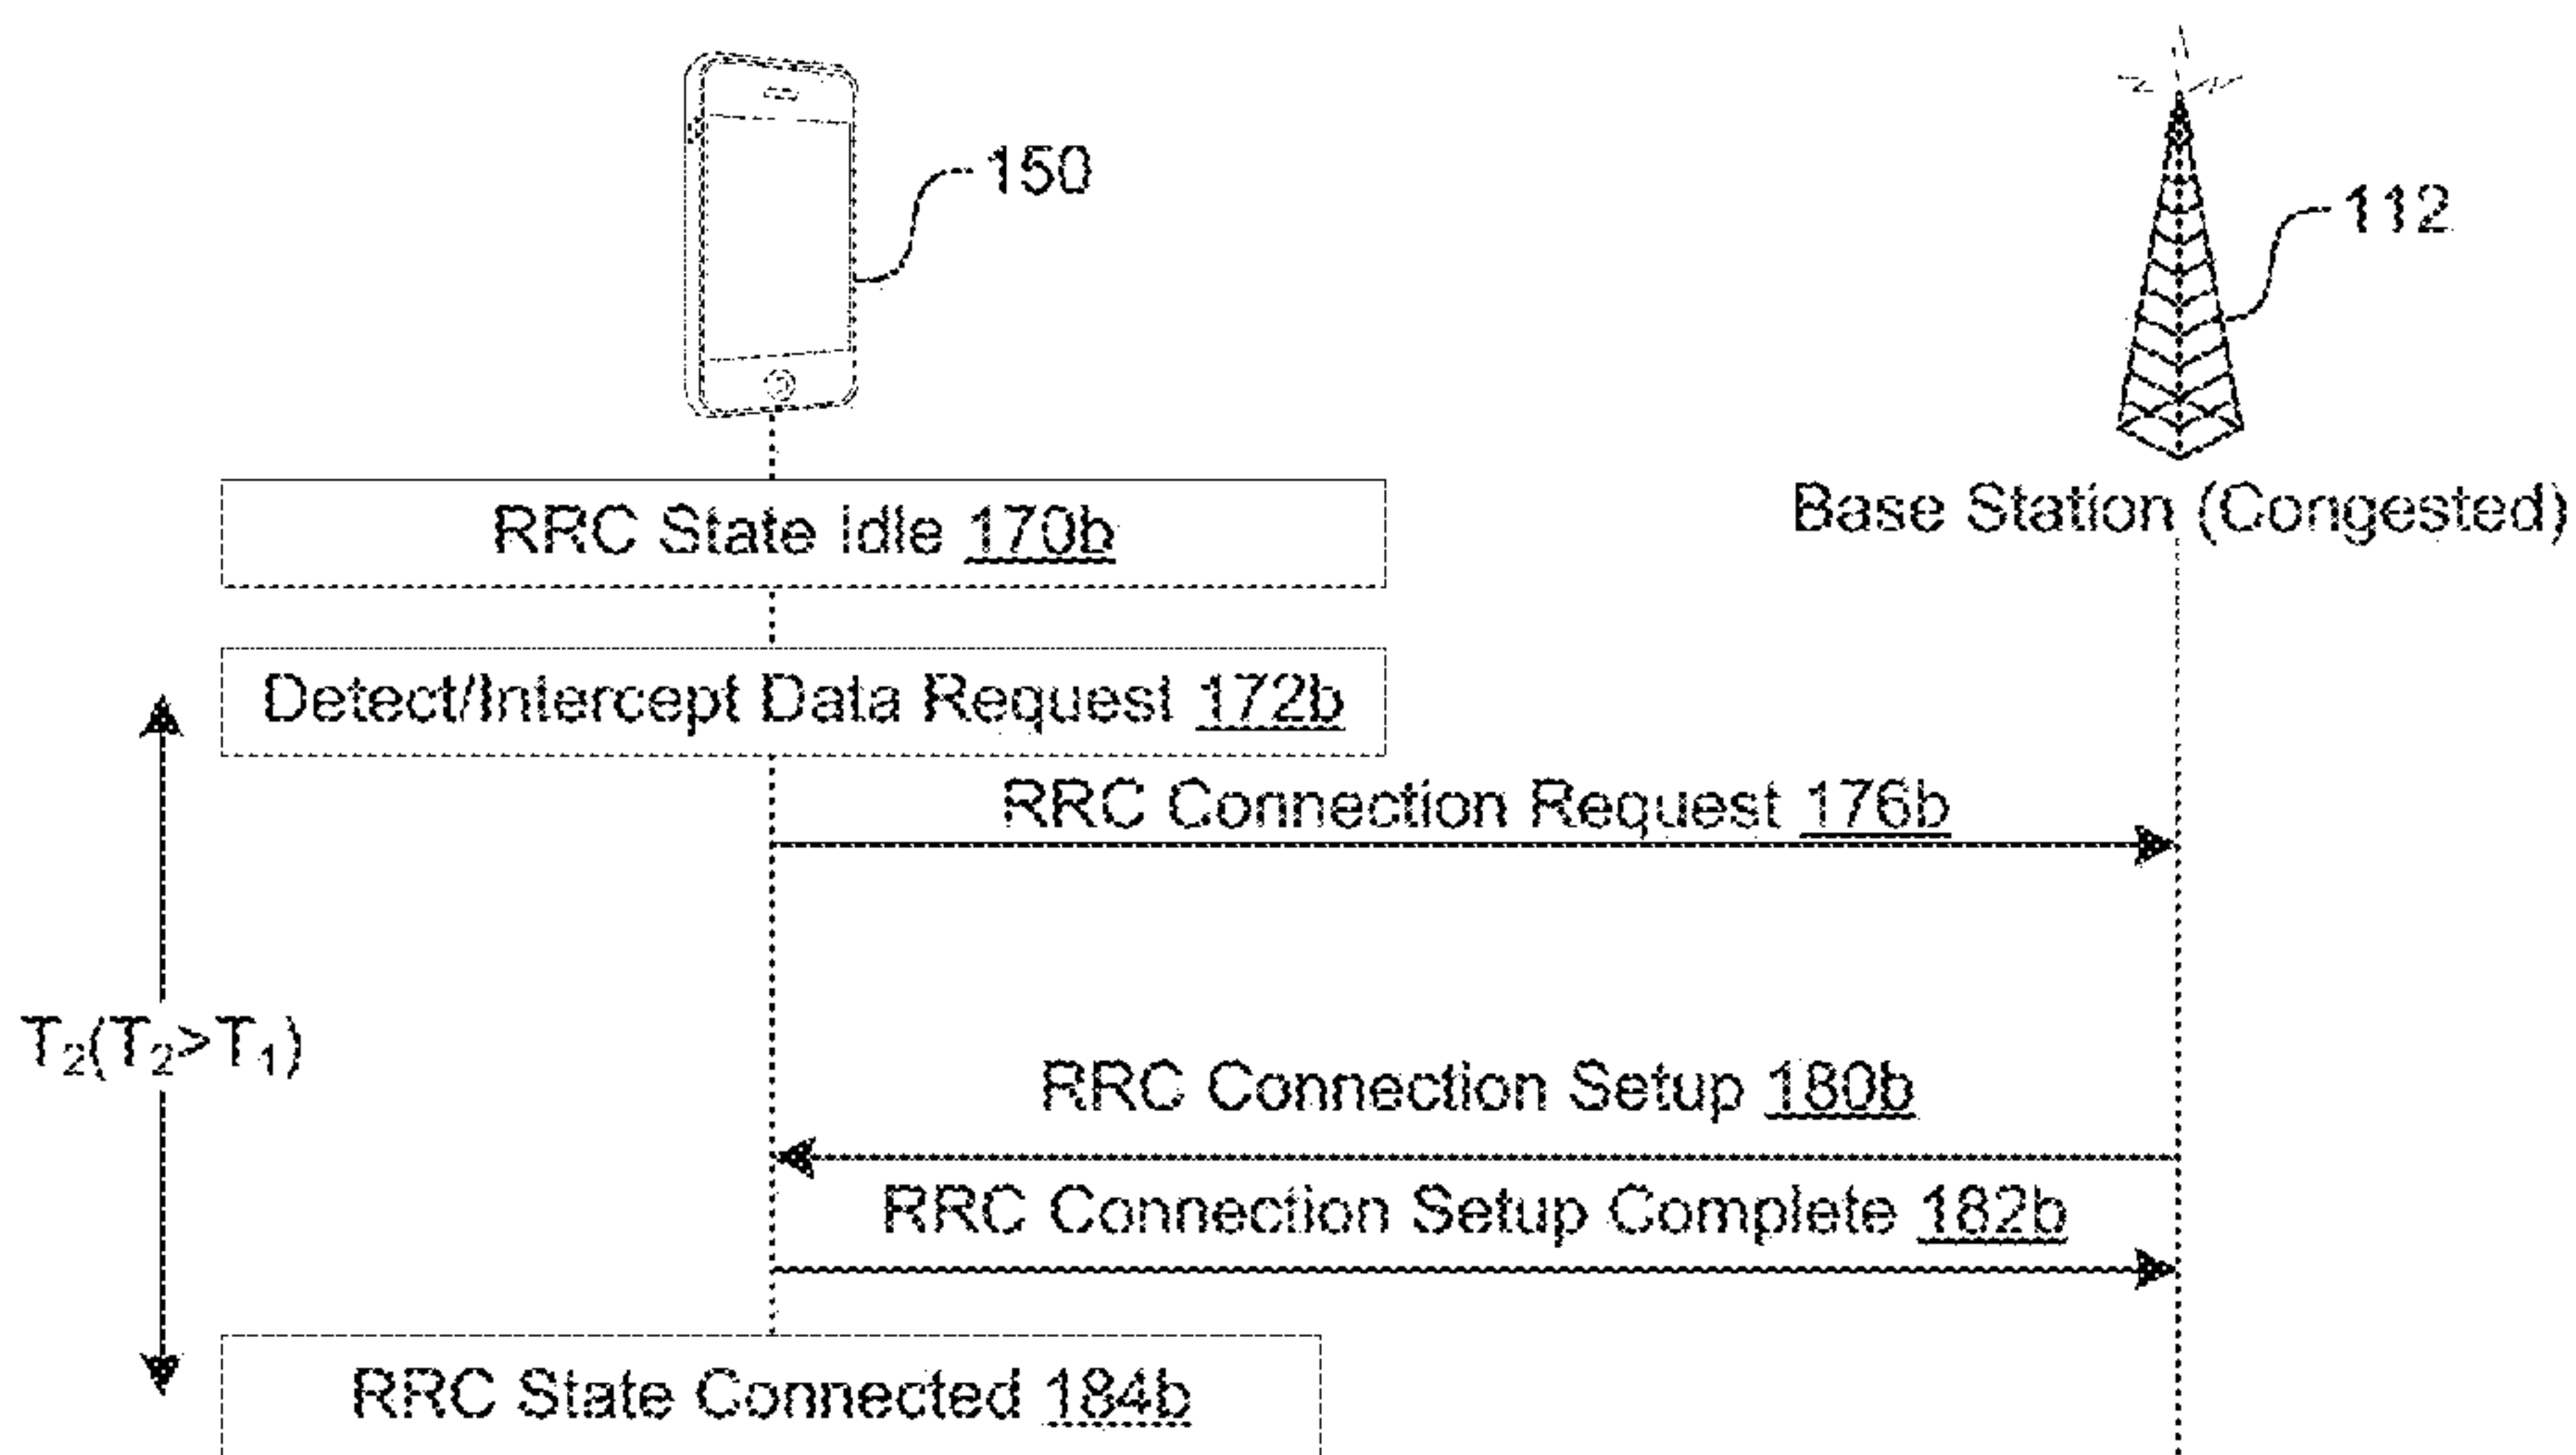 150
112
Base Station (Congested)
RRC State Idle 170b
Detect/Intercept Data Request 172b
RRC Connection Request 176b
T₂(T₂>T₁)
RRC Connection Setup 180b
RRC Connection Setup Complete 182b
RRC State Connected 184b